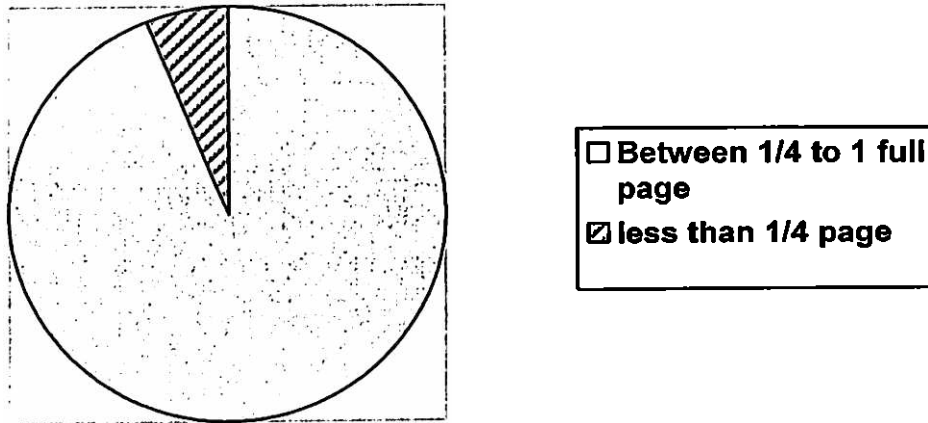 Between 1/4 to 1 full
page
less than 1/4 page